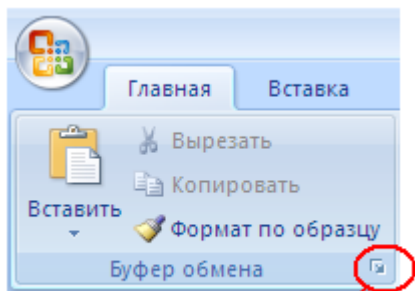 Главная Вставка
Вырезать
Копировать
Вставить
Формат по образцу
Буфер обмена